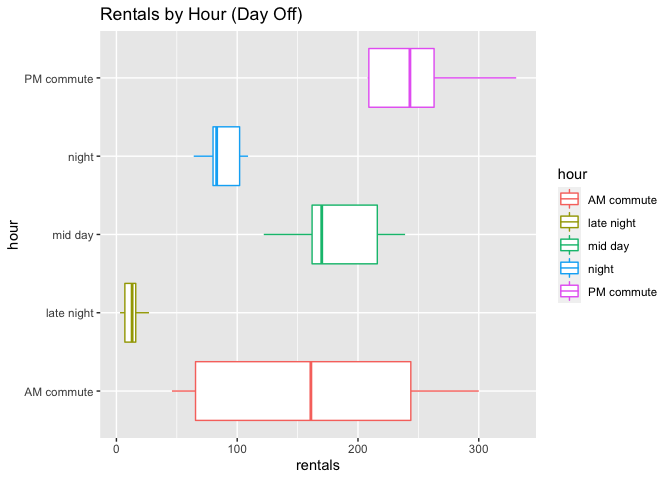 Rentals by Hour (Day Off)
PM commute
night
mid day
late night
AM commute
hour
0
100
200
300
rentals
hour
AM commute
late night
mid day
night
PM commute